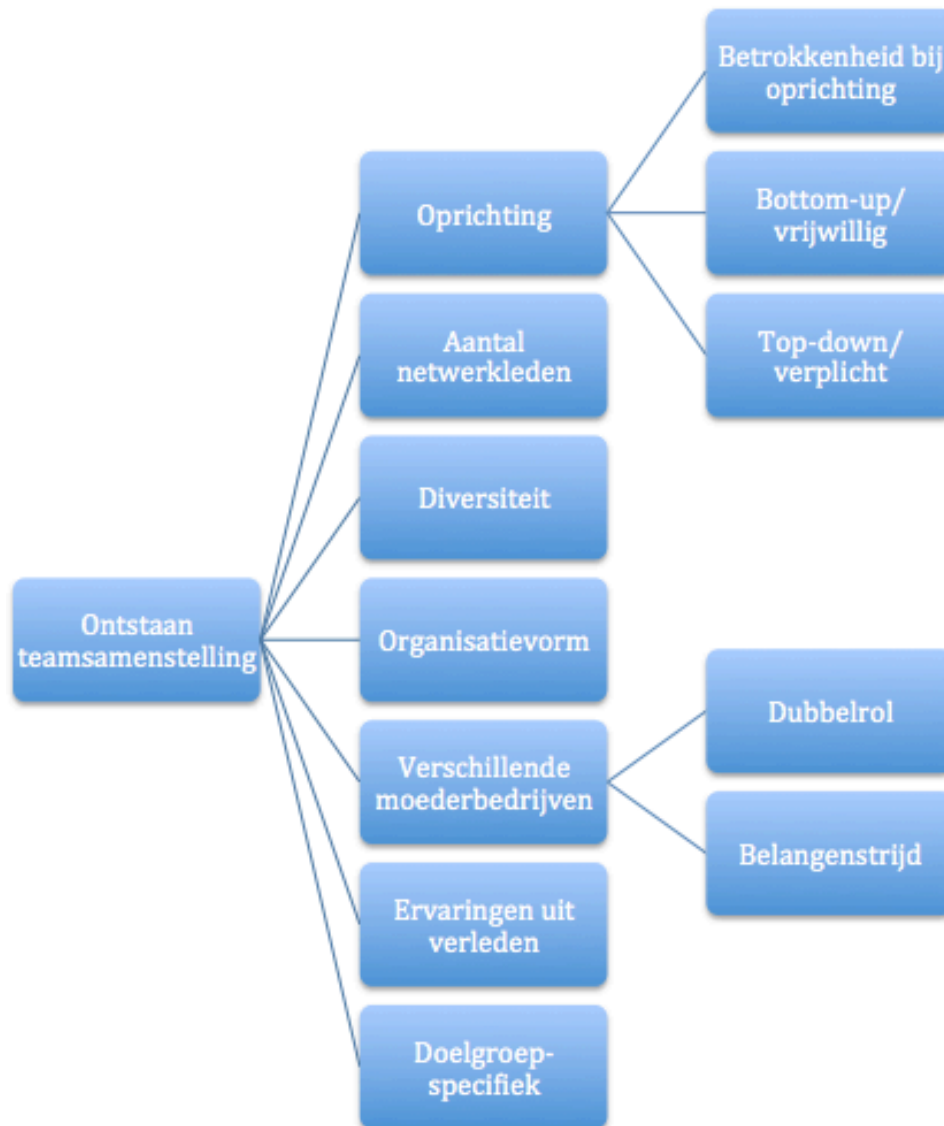 Betrokkenheid bij
oprichting
Oprichting
Bottom-up/
vrijwillig
Top-down/
verplicht
Aantal
netwerkleden
Diversiteit
Ontstaan
teamsamenstelling
Organisatievorm
Verschillende
moederbedrijven
Dubbelrol
Belangenstrijd
Ervaringen uit
verleden
Doelgroep-
specifiek